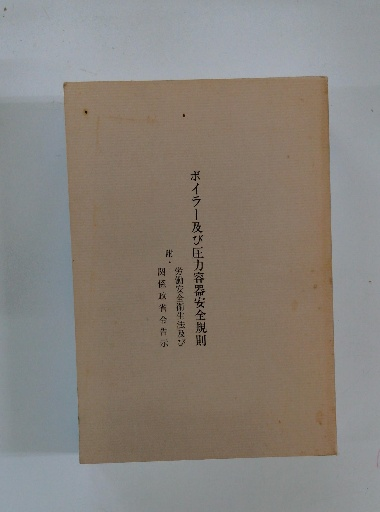 ボイラー及び圧力容器安全規則
附・労働安全衛生法及び
関係政省令告示